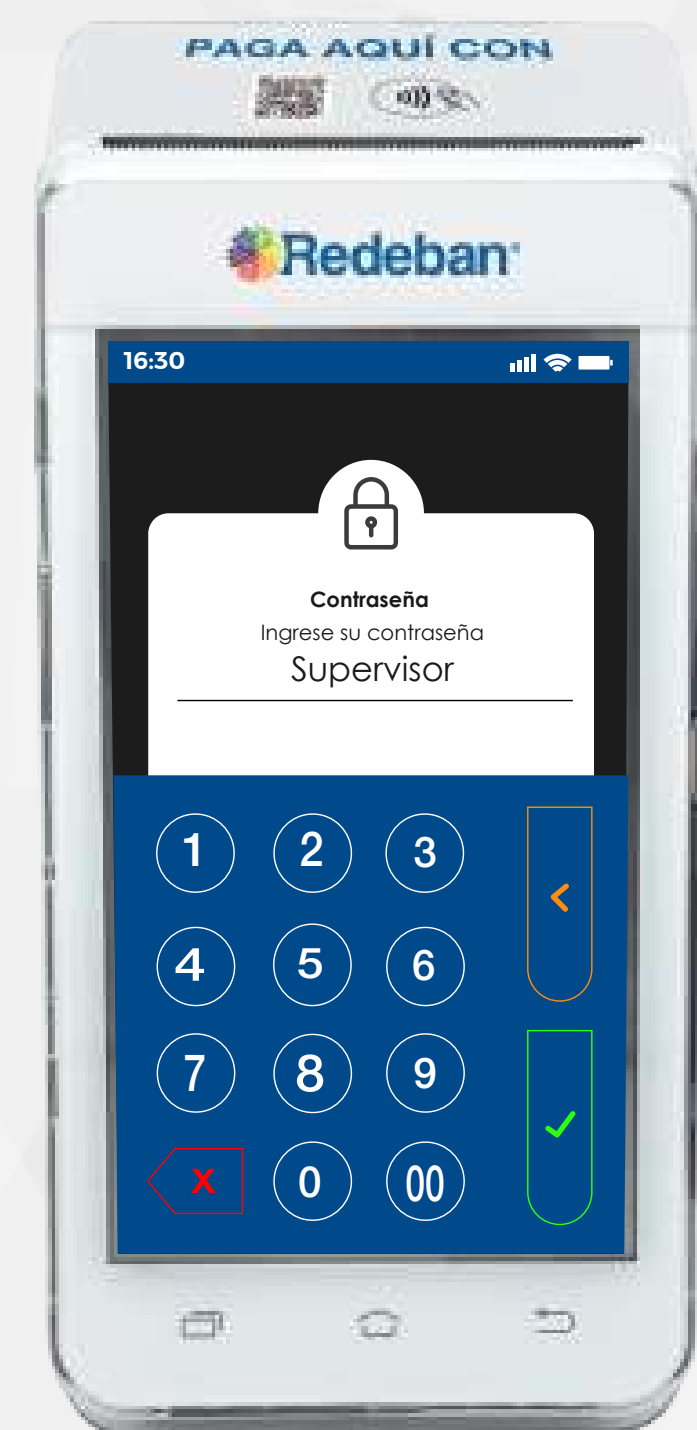 PAGA AQUÍ CON
Redeban
16:30
Contraseña
Ingrese su contraseña
Supervisor
1 2 3
4 5 6
7 8 9
X 0 00